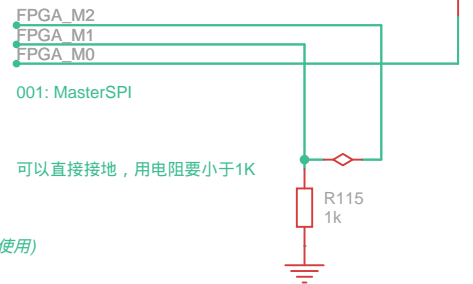 FPGA_M2
FPGA_M1
FPGA_M0
001: MasterSPI
可以直接接地，用电阻要小于1K
R115
1k
使用)